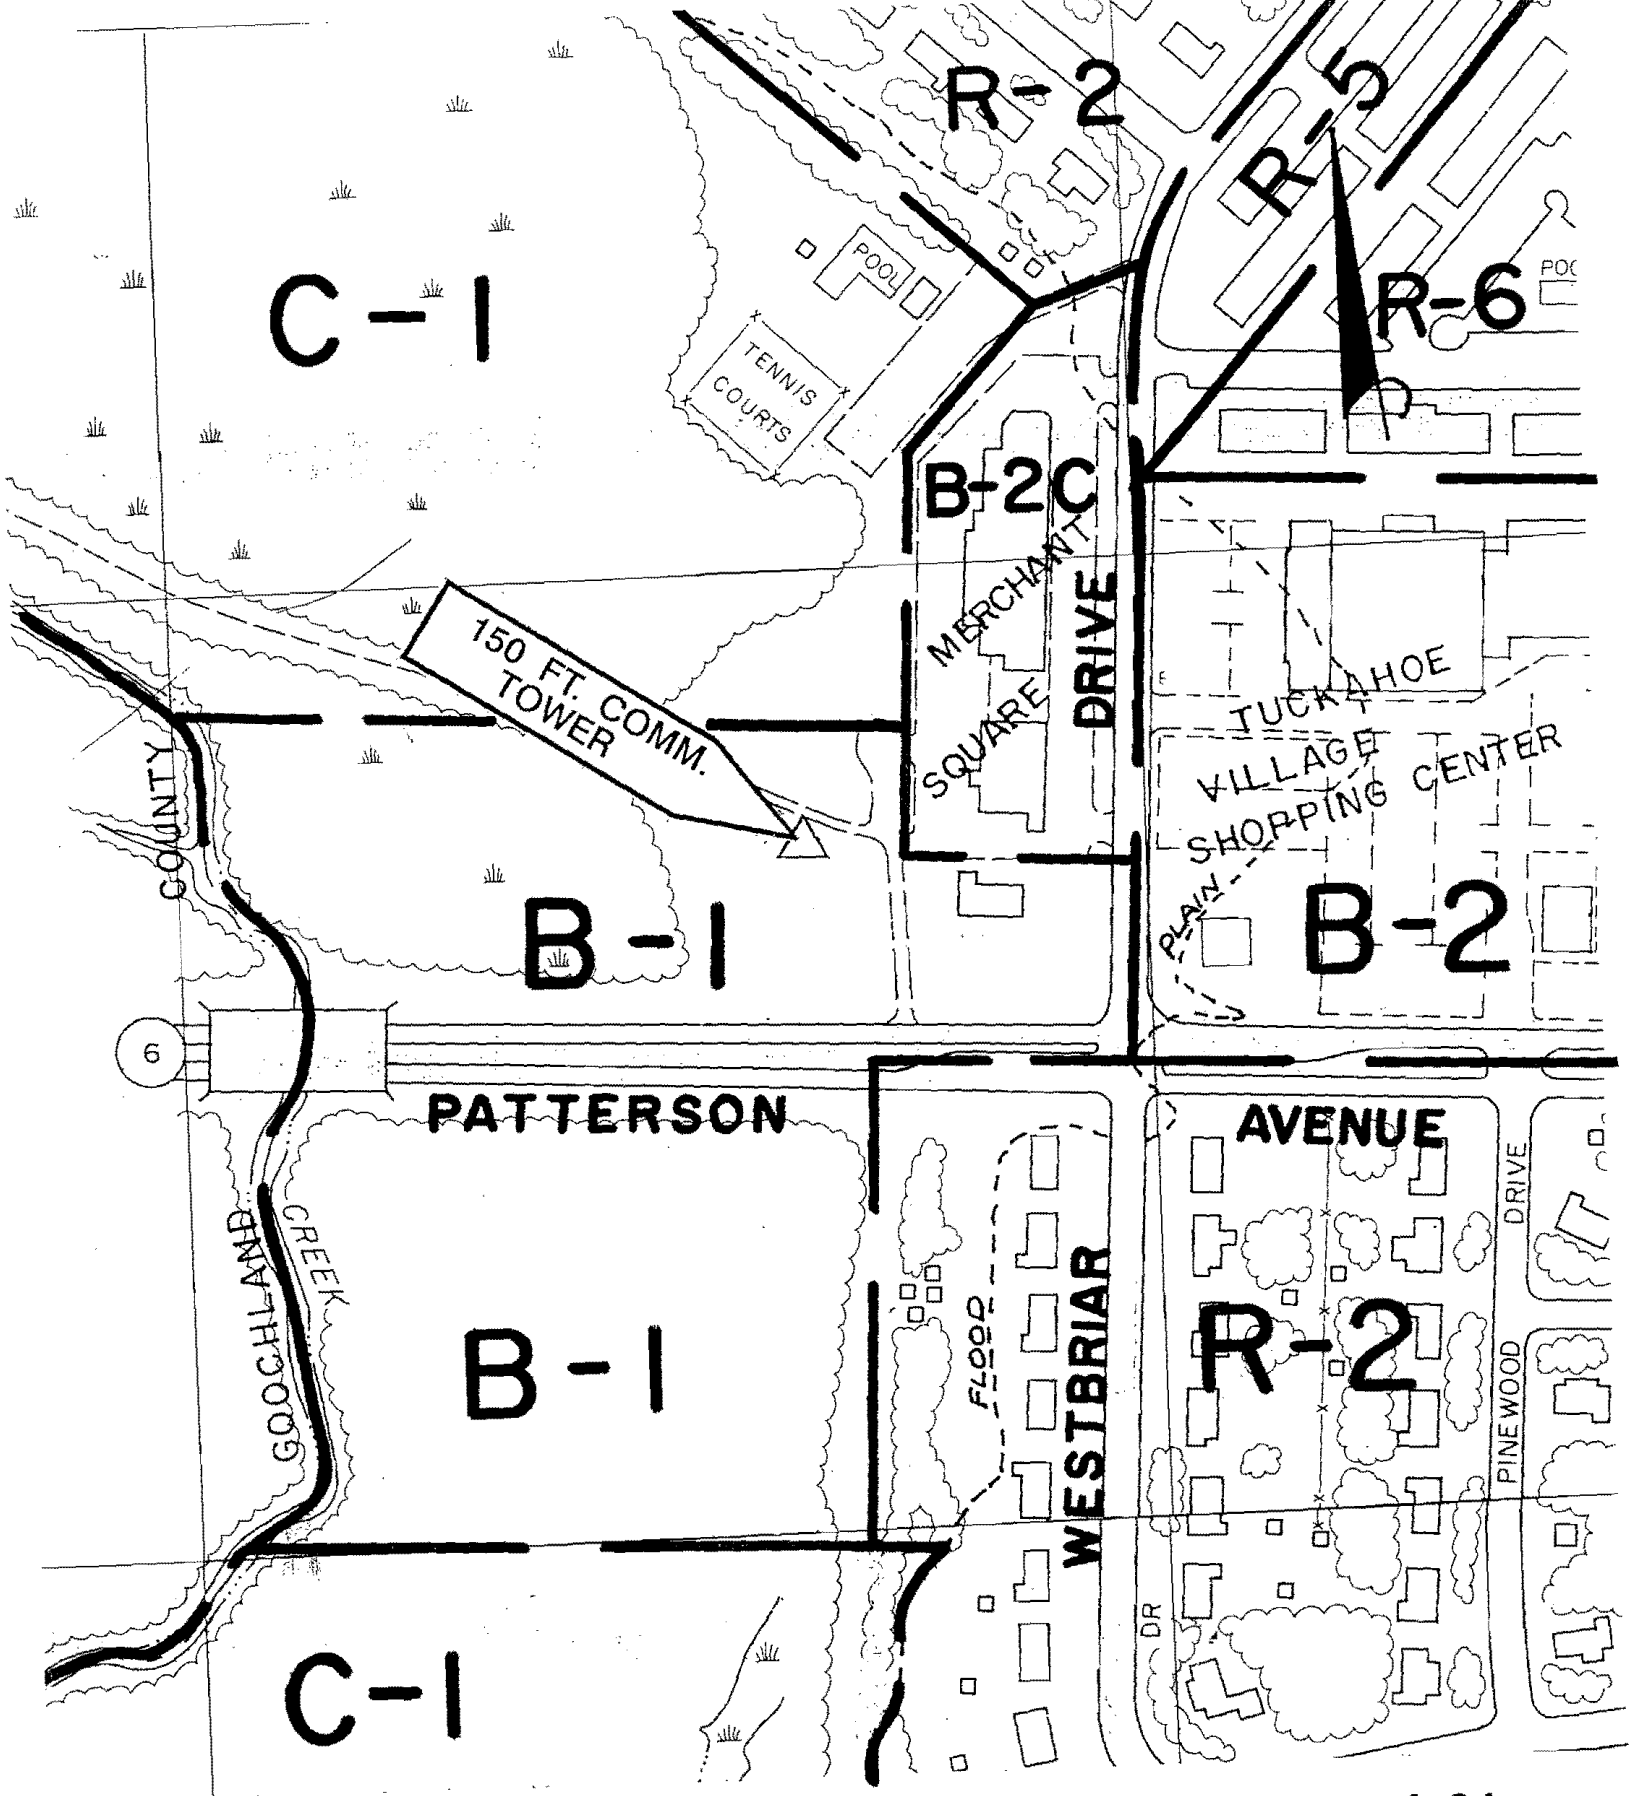 R-2
R-5
C-1
POOL
R-6
TENNIS
COURTS
B-2C
MERCHANT
SQUARE
DRIVE
150 FT. COMM.
TOWER
TUCKAHOE
VILLAGE
SHOPPING CENTER
COUNTY
B-1
PLAIN
B-2
6
PATTERSON
AVENUE
DRIVE
GOOCHLAND
CREEK
B-1
FLOOD
WESTBRIAR
R-2
PINEWOOD
DR
C-1